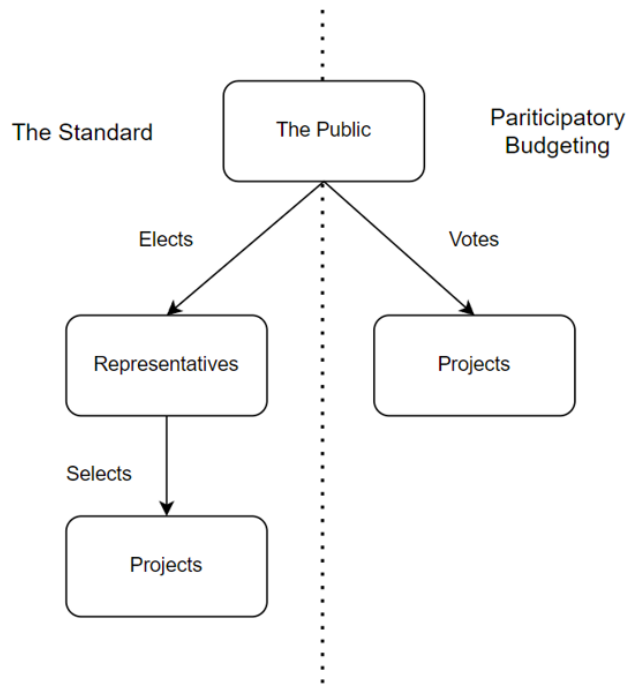 The Standard
The Public
Pariticipatory
Budgeting
Elects
Votes
Representatives
Projects
Selects
Projects